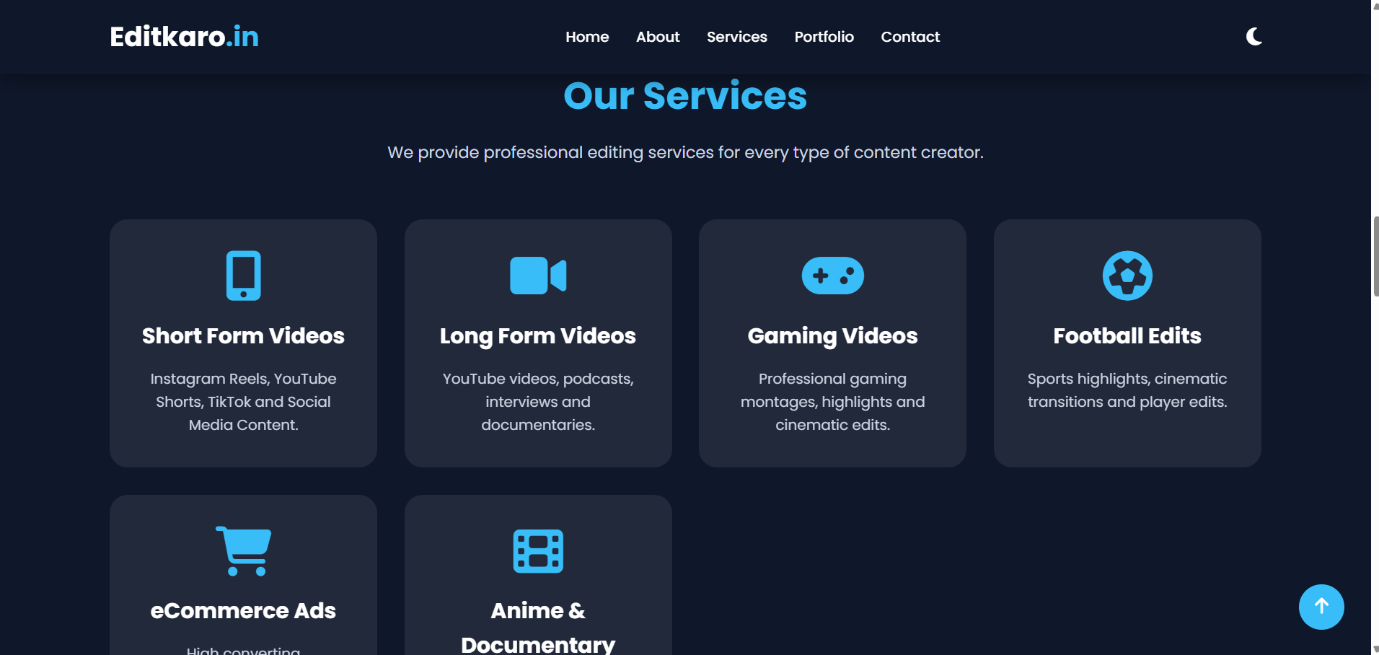 Editkaro.in
Home
About
Services
Portfolio
Contact
Our Services
We provide professional editing services for every type of content creator.
Short Form Videos
Instagram Reels, YouTube
Shorts, TikTok and Social
Media Content.
Long Form Videos
YouTube videos, podcasts,
interviews and
documentaries.
Gaming Videos
Professional gaming
montages, highlights and
cinematic edits.
Football Edits
Sports highlights, cinematic
transitions and player edits.
eCommerce Ads
High converting
Anime &
Documentary